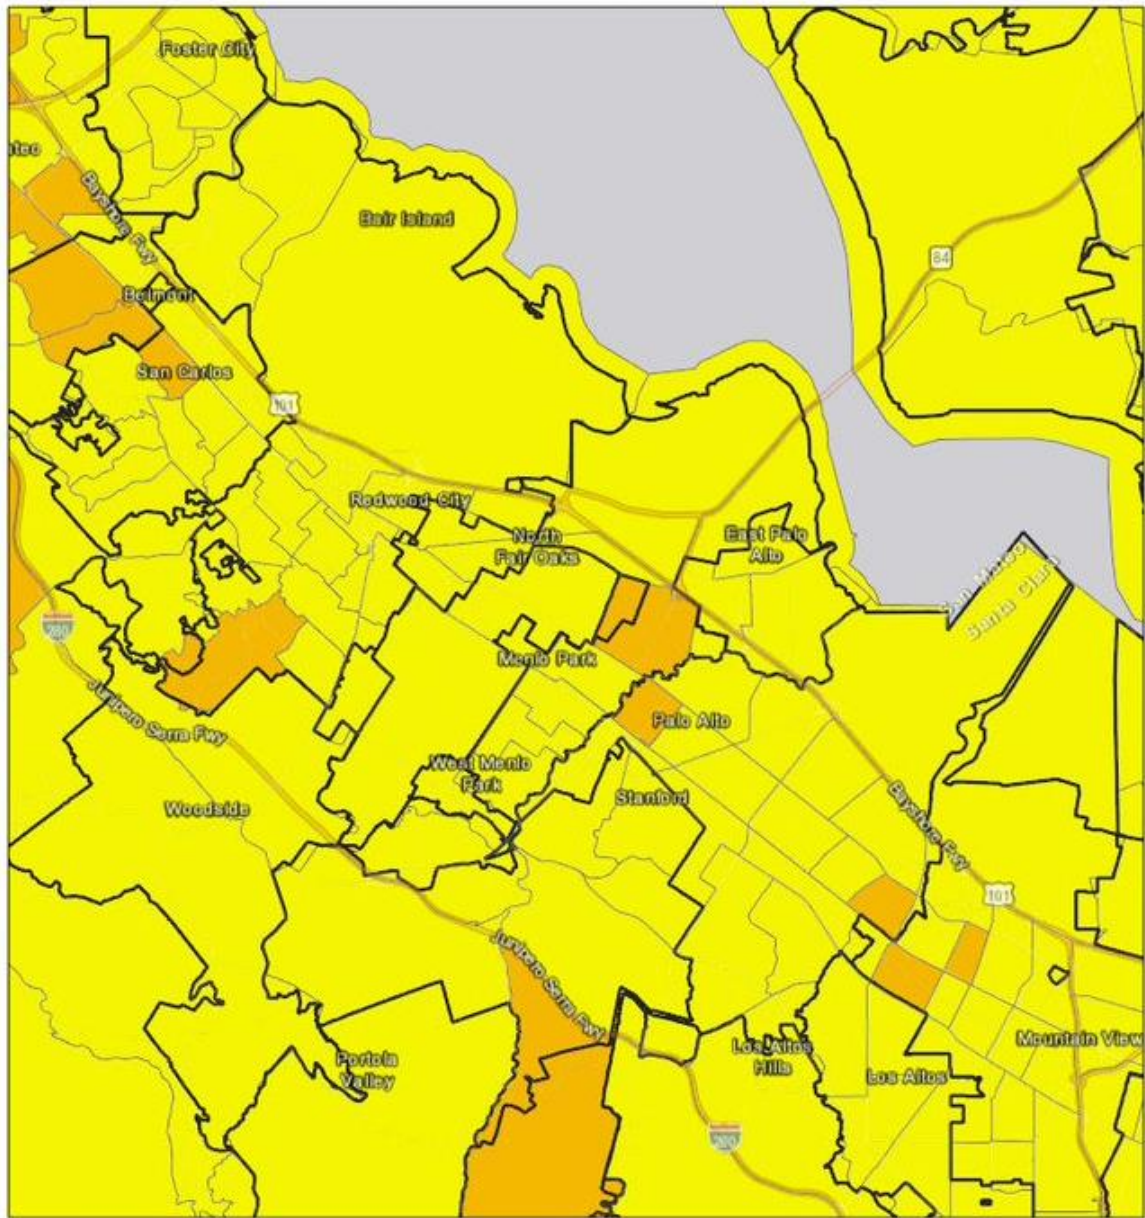 Foster City
ateo
Bayshore Fwy
Bair Island
84
Belmont
San Carlos
101
Redwood City
North
Fair Oaks
East Palo
Alto
San Mateo
Santa Clara
280
Menlo Park
Junipero Serra Fwy
Palo Alto
West Menlo
Park
Stanford
Woodside
Bayshore Fwy
101
Junipero Serra Fwy
Portola
Valley
Los Altos
Hills
Los Altos
Mountain View
280